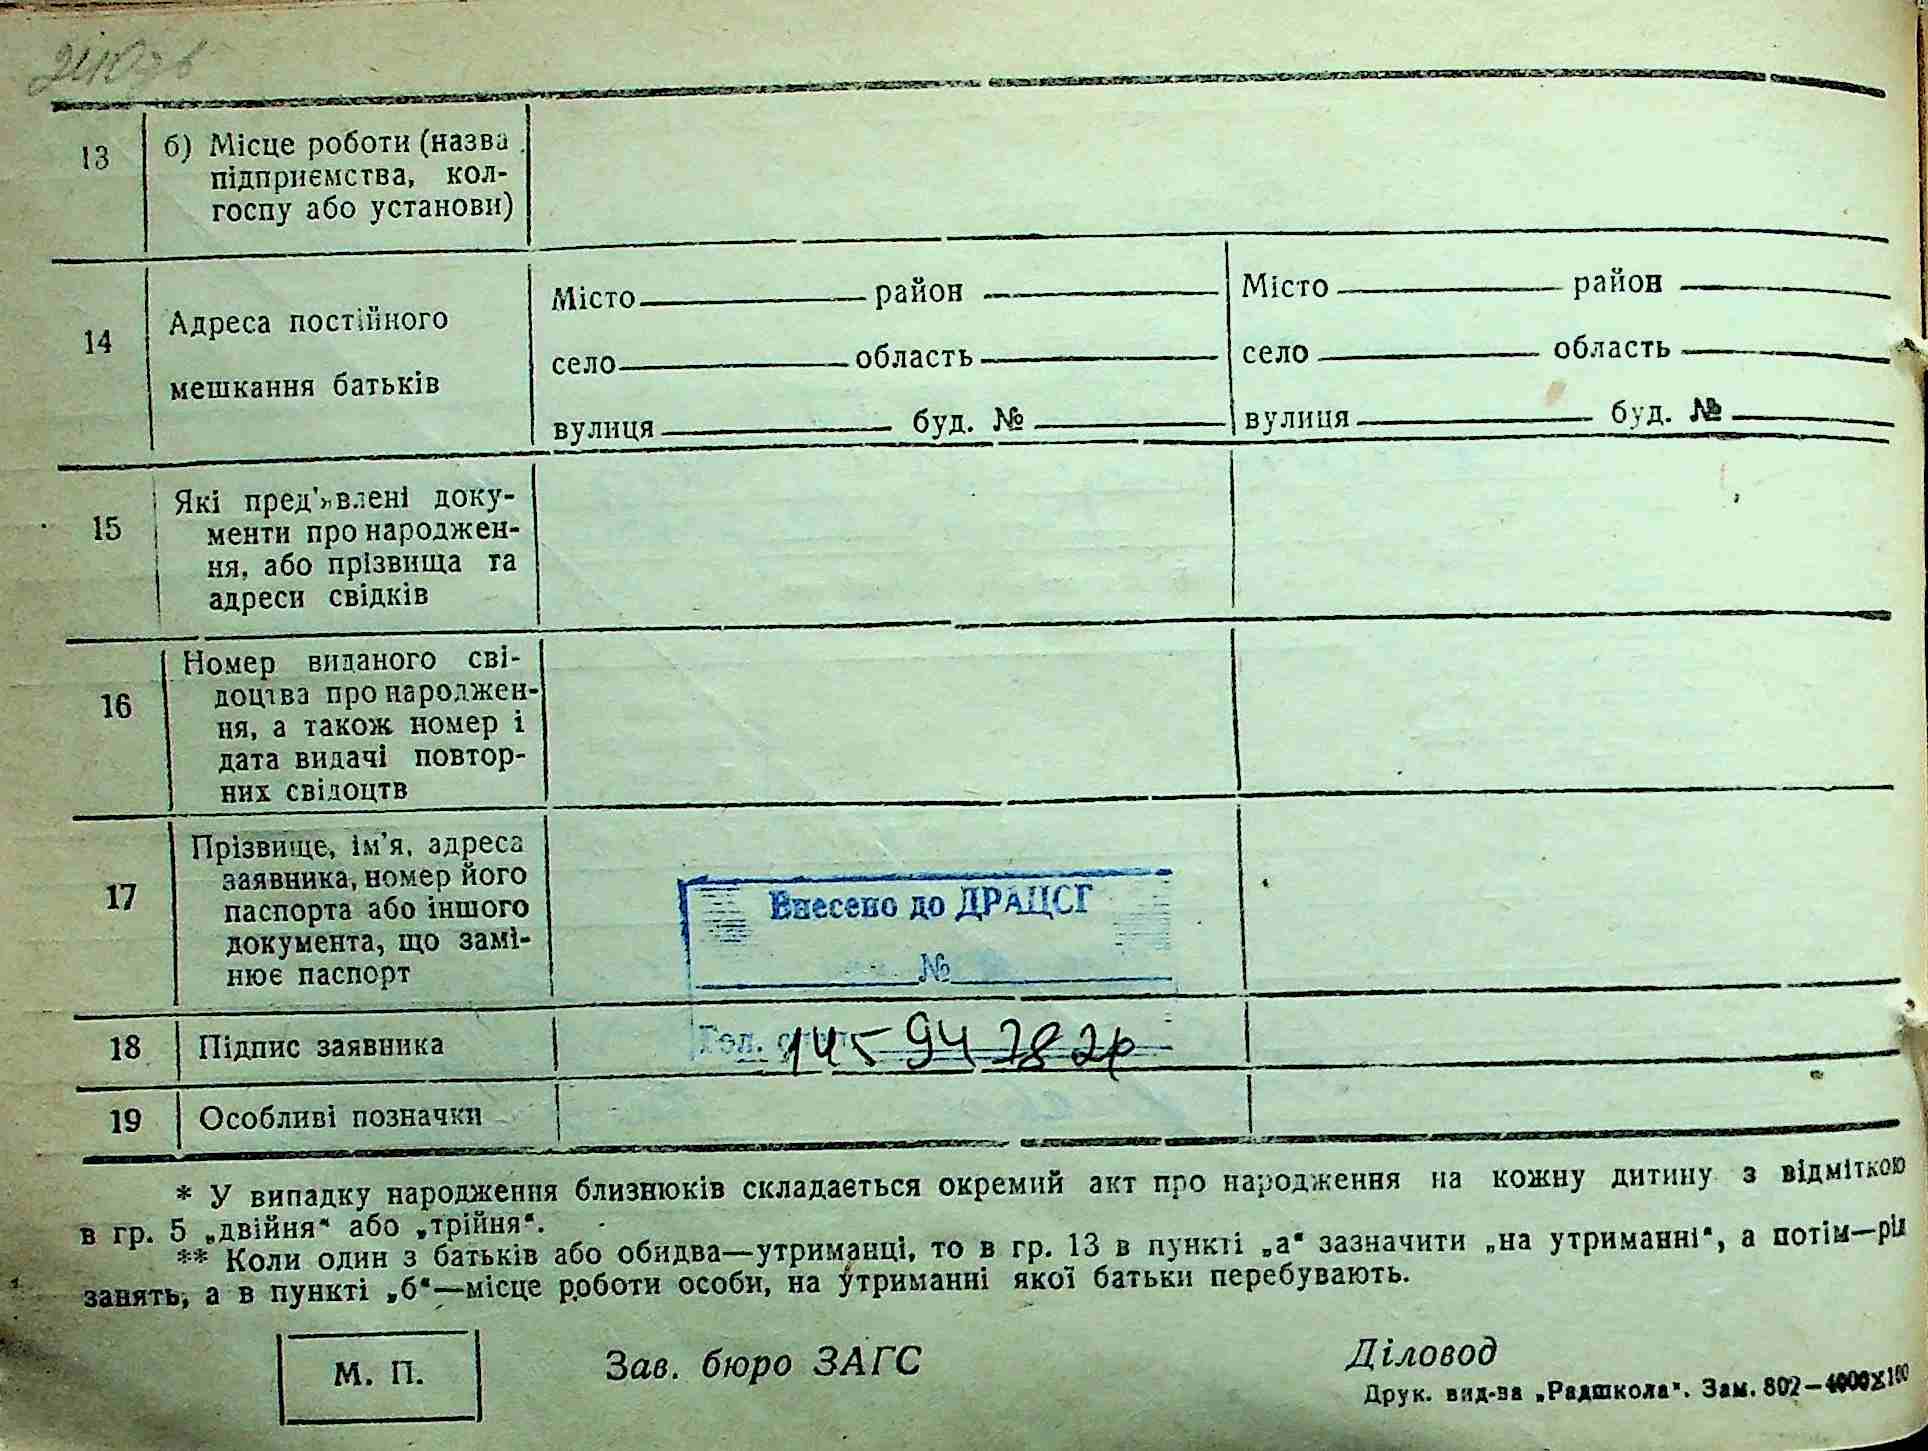 13
б) Місце роботи (назва
підприємства, кол-
госпу або установи)
14
Адреса постійного
мешкання батьків
Місто район
село область
вулиця буд. №
Місто район
село область
вулиця буд. №
15
Які пред'явлені доку-
менти про народжен-
ня, або прізвища та
адреси свідків
16
Номер виданого сві-
доцтва про народжен-
ня, а також номер і
дата видачі повтор-
них свідоцтв
17
Прізвище, ім'я, адреса
заявника, номер його
паспорта або іншого
документа, що замі-
нює паспорт
Внесено до ДРАЦСГ
№
18
Підпис заявника
19
Особливі позначки
* У випадку народження близнюків складається окремий акт про народження на кожну дитину з відміткою
в гр. 5 „двійня“ або „трійня“.
** Коли один з батьків або обидва—утриманці, то в гр. 13 в пункті „а“ зазначити „на утриманні“, а потім—рід
занять, а в пункті „б“—місце роботи особи, на утриманні якої батьки перебувають.
М. П.
Зав. бюро ЗАГС
Діловод
Друк. вид-ва „Радшкола“. Зам. 802—4000×100